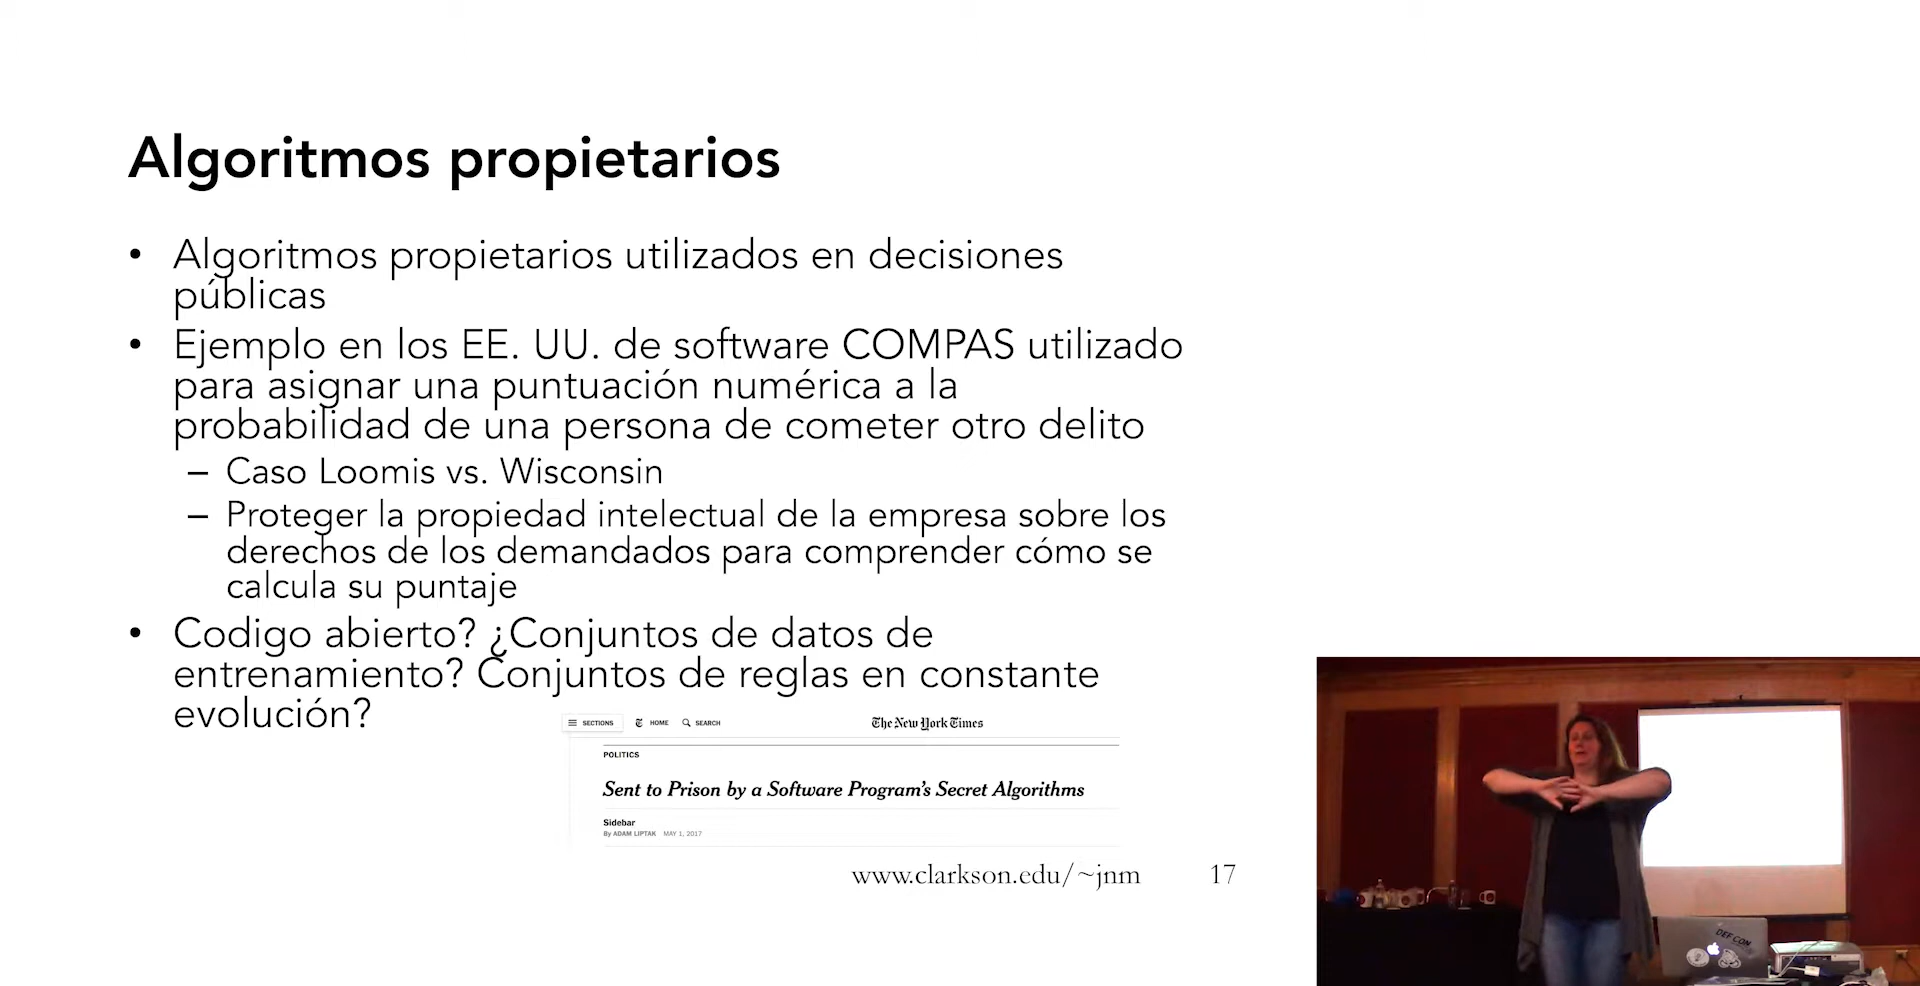 Algoritmos propietarios
• Algoritmos propietarios utilizados en decisiones
públicas
• Ejemplo en los EE. UU. de software COMPAS utilizado
para asignar una puntuación numérica a la
probabilidad de una persona de cometer otro delito
– Caso Loomis vs. Wisconsin
– Proteger la propiedad intelectual de la empresa sobre los
derechos de los demandados para comprender cómo se
calcula su puntaje
• Codigo abierto? ¿Conjuntos de datos de
entrenamiento? Conjuntos de reglas en constante
evolución?
SECTIONS HOME SEARCH The New York Times
POLITICS
Sent to Prison by a Software Program's Secret Algorithms
Sidebar
By ADAM LIPTAK MAY 1, 2017
www.clarkson.edu/~jnm 17
DEF CON